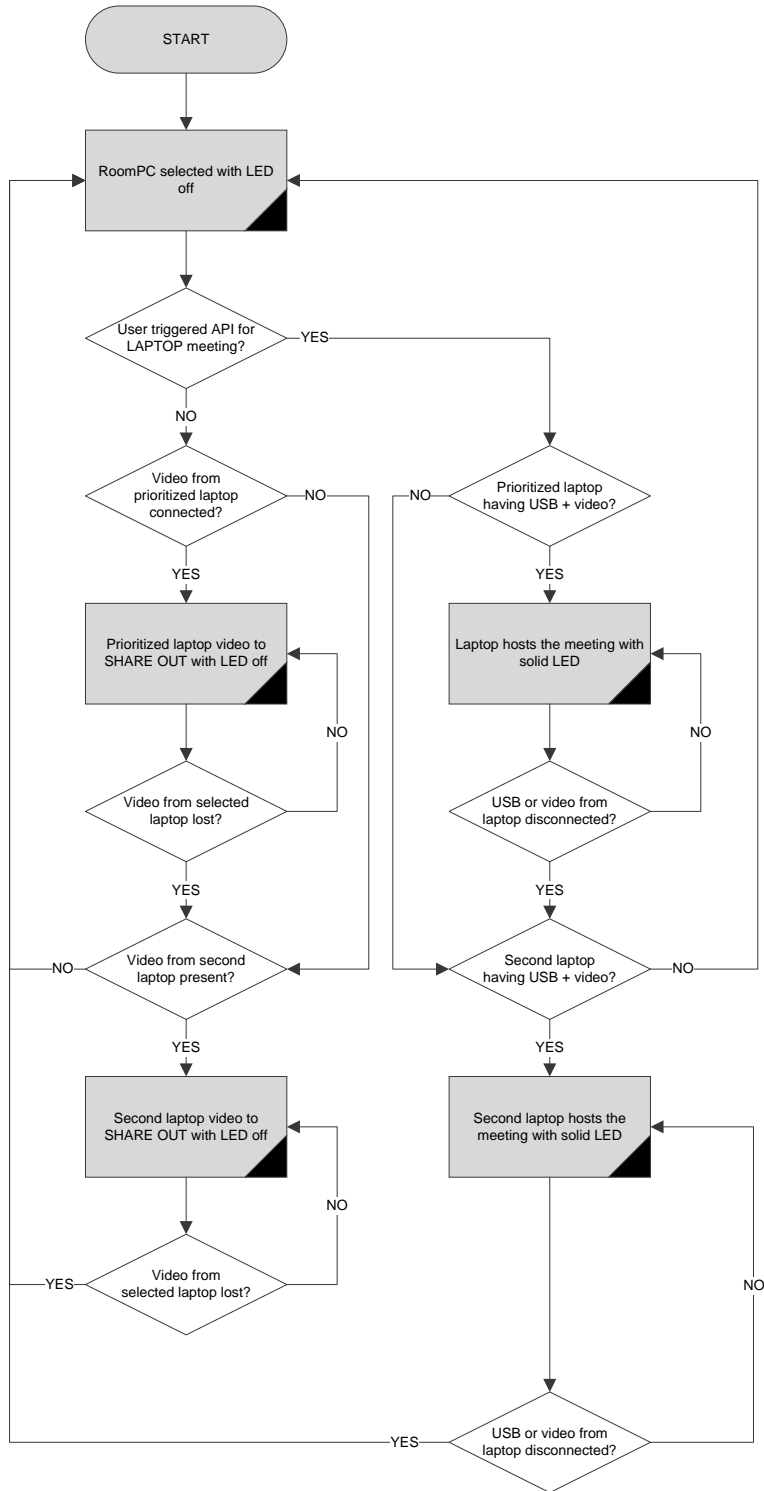 START
RoomPC selected with LED
off
User triggered API for
LAPTOP meeting?
YES
NO
Video from
prioritized laptop
connected?
NO
NO
Prioritized laptop
having USB + video?
YES
YES
Prioritized laptop video to
SHARE OUT with LED off
Laptop hosts the meeting with
solid LED
NO
NO
Video from selected
laptop lost?
USB or video from
laptop disconnected?
YES
YES
NO
Video from second
laptop present?
Second laptop
having USB + video?
NO
YES
YES
Second laptop video to
SHARE OUT with LED off
Second laptop hosts the
meeting with solid LED
NO
YES
Video from
selected laptop lost?
NO
YES
USB or video from
laptop disconnected?